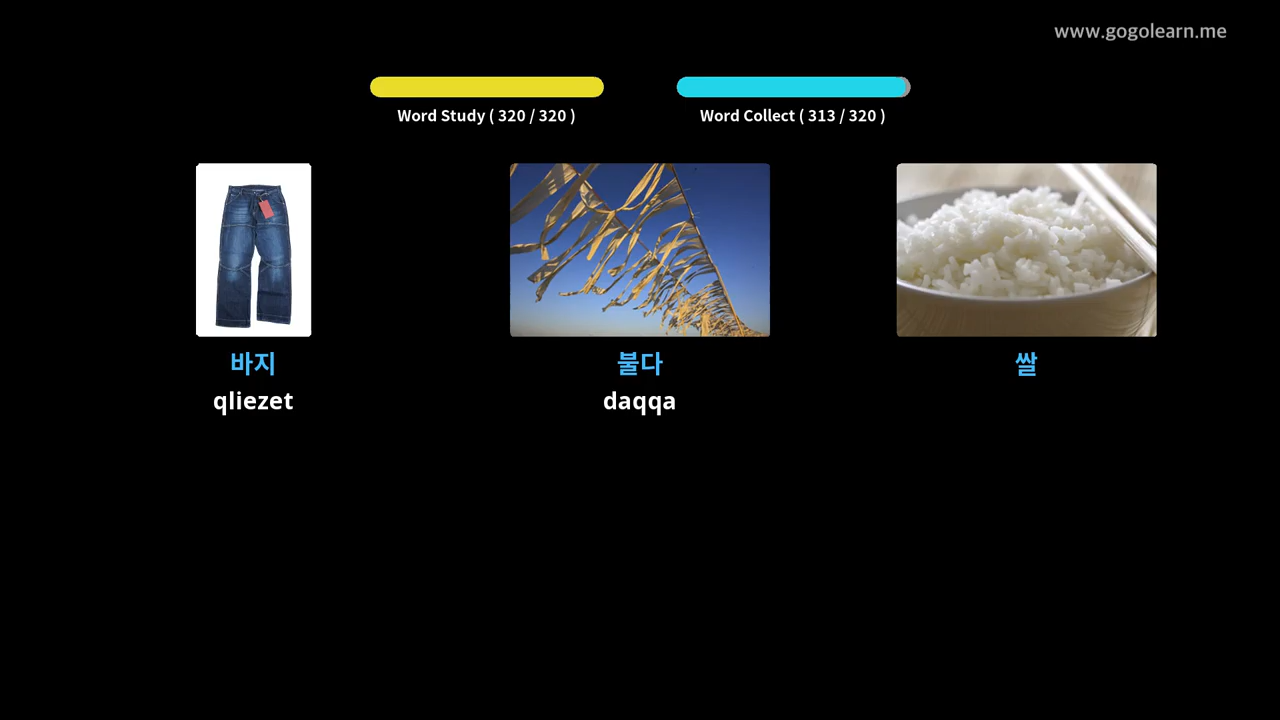 www.gogolearn.me
Word Study ( 320 / 320 )
Word Collect ( 313 / 320 )
바지
불다
쌀
qliezet
daqqa